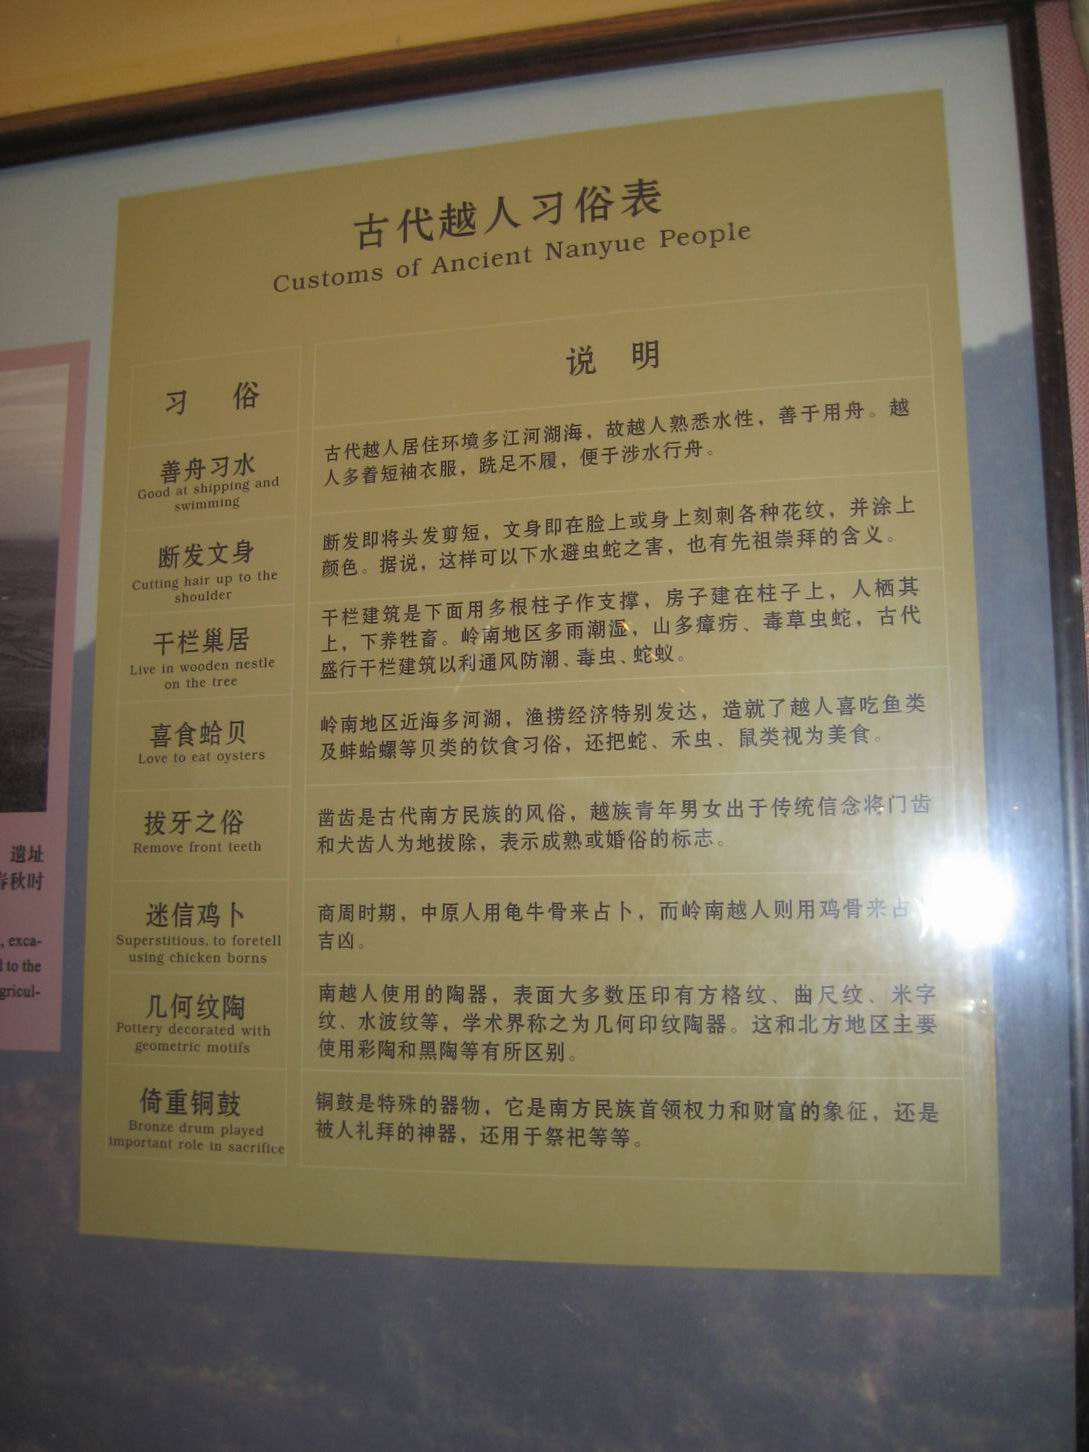 古代越人习俗表
Customs of Ancient Nanyue People
习 俗
说 明
善舟习水
Good at shipping and
swimming
古代越人居住环境多江河湖海，故越人熟悉水性，善于用舟。越
人多着短袖衣服，跣足不履，便于涉水行舟。
断发文身
Cutting hair up to the
shoulder
断发即将头发剪短，文身即在脸上或身上刻刺各种花纹，并涂上
颜色。据说，这样可以下水避虫蛇之害，也有先祖崇拜的含义。
干栏巢居
Live in wooden nestle
on the tree
干栏建筑是下面用多根柱子作支撑，房子建在柱子上，人栖其
上，下养牲畜。岭南地区多雨潮湿，山多瘴疠、毒草虫蛇，古代
盛行干栏建筑以利通风防潮、毒虫、蛇蚁。
喜食蛤贝
Love to eat oysters
岭南地区近海多河湖，渔捞经济特别发达，造就了越人喜吃鱼类
及蚌蛤螺等贝类的饮食习俗，还把蛇、禾虫、鼠类视为美食。
拔牙之俗
Remove front teeth
凿齿是古代南方民族的风俗，越族青年男女出于传统信念将门齿
和犬齿人为地拔除，表示成熟或婚俗的标志。
迷信鸡卜
Superstitious, to foretell
using chicken borns
商周时期，中原人用龟牛骨来占卜，而岭南越人则用鸡骨来占
吉凶。
几何纹陶
Pottery decorated with
geometric motifs
南越人使用的陶器，表面大多数压印有方格纹、曲尺纹、米字
纹、水波纹等，学术界称之为几何印纹陶器。这和北方地区主要
使用彩陶和黑陶等有所区别。
倚重铜鼓
Bronze drum played
important role in sacrifice
铜鼓是特殊的器物，它是南方民族首领权力和财富的象征，还是
被人礼拜的神器，还用于祭祀等等。
遗址
春秋时
, exca-
d to the
gricul-